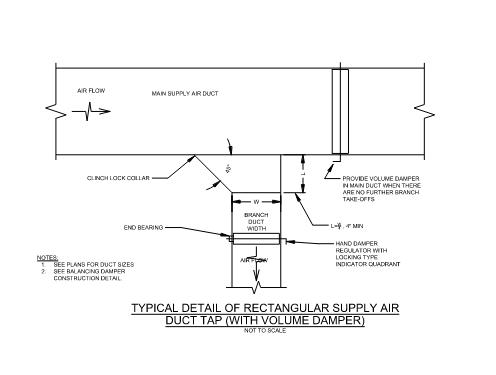 AIR FLOW
MAIN SUPPLY AIR DUCT
CLINCH LOCK COLLAR
45°
L
PROVIDE VOLUME DAMPER
IN MAIN DUCT WHEN THERE
ARE NO FURTHER BRANCH
TAKE-OFFS
W
BRANCH
DUCT
WIDTH
END BEARING
L=W/4, 4" MIN
HAND DAMPER
REGULATOR WITH
LOCKING TYPE
INDICATOR QUADRANT
AIR FLOW
NOTES:
1. SEE PLANS FOR DUCT SIZES
2. SEE BALANCING DAMPER
CONSTRUCTION DETAIL.
TYPICAL DETAIL OF RECTANGULAR SUPPLY AIR
DUCT TAP (WITH VOLUME DAMPER)
NOT TO SCALE